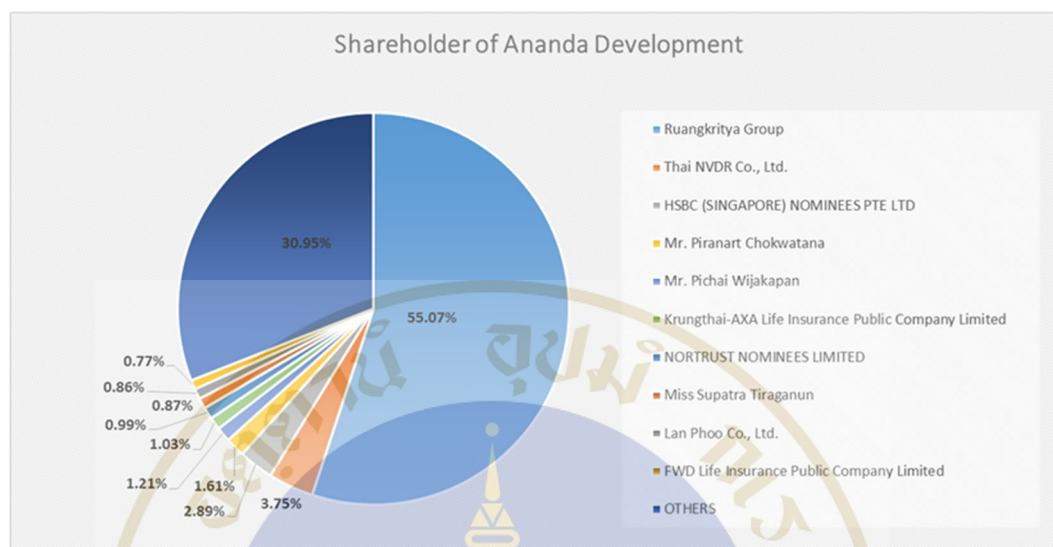 Shareholder of Ananda Development
30.95%
55.07%
0.77%
0.86%
0.87%
0.99%
1.03%
1.21%
1.61%
2.89%
3.75%
Ruangkritya Group
Thai NVDR Co., Ltd.
HSBC (SINGAPORE) NOMINEES PTE LTD
Mr. Piranart Chokwatana
Mr. Pichai Wijakapan
Krungthai-AXA Life Insurance Public Company Limited
NORTRUST NOMINEES LIMITED
Miss Supatra Tiraganun
Lan Phoo Co., Ltd.
FWD Life Insurance Public Company Limited
OTHERS